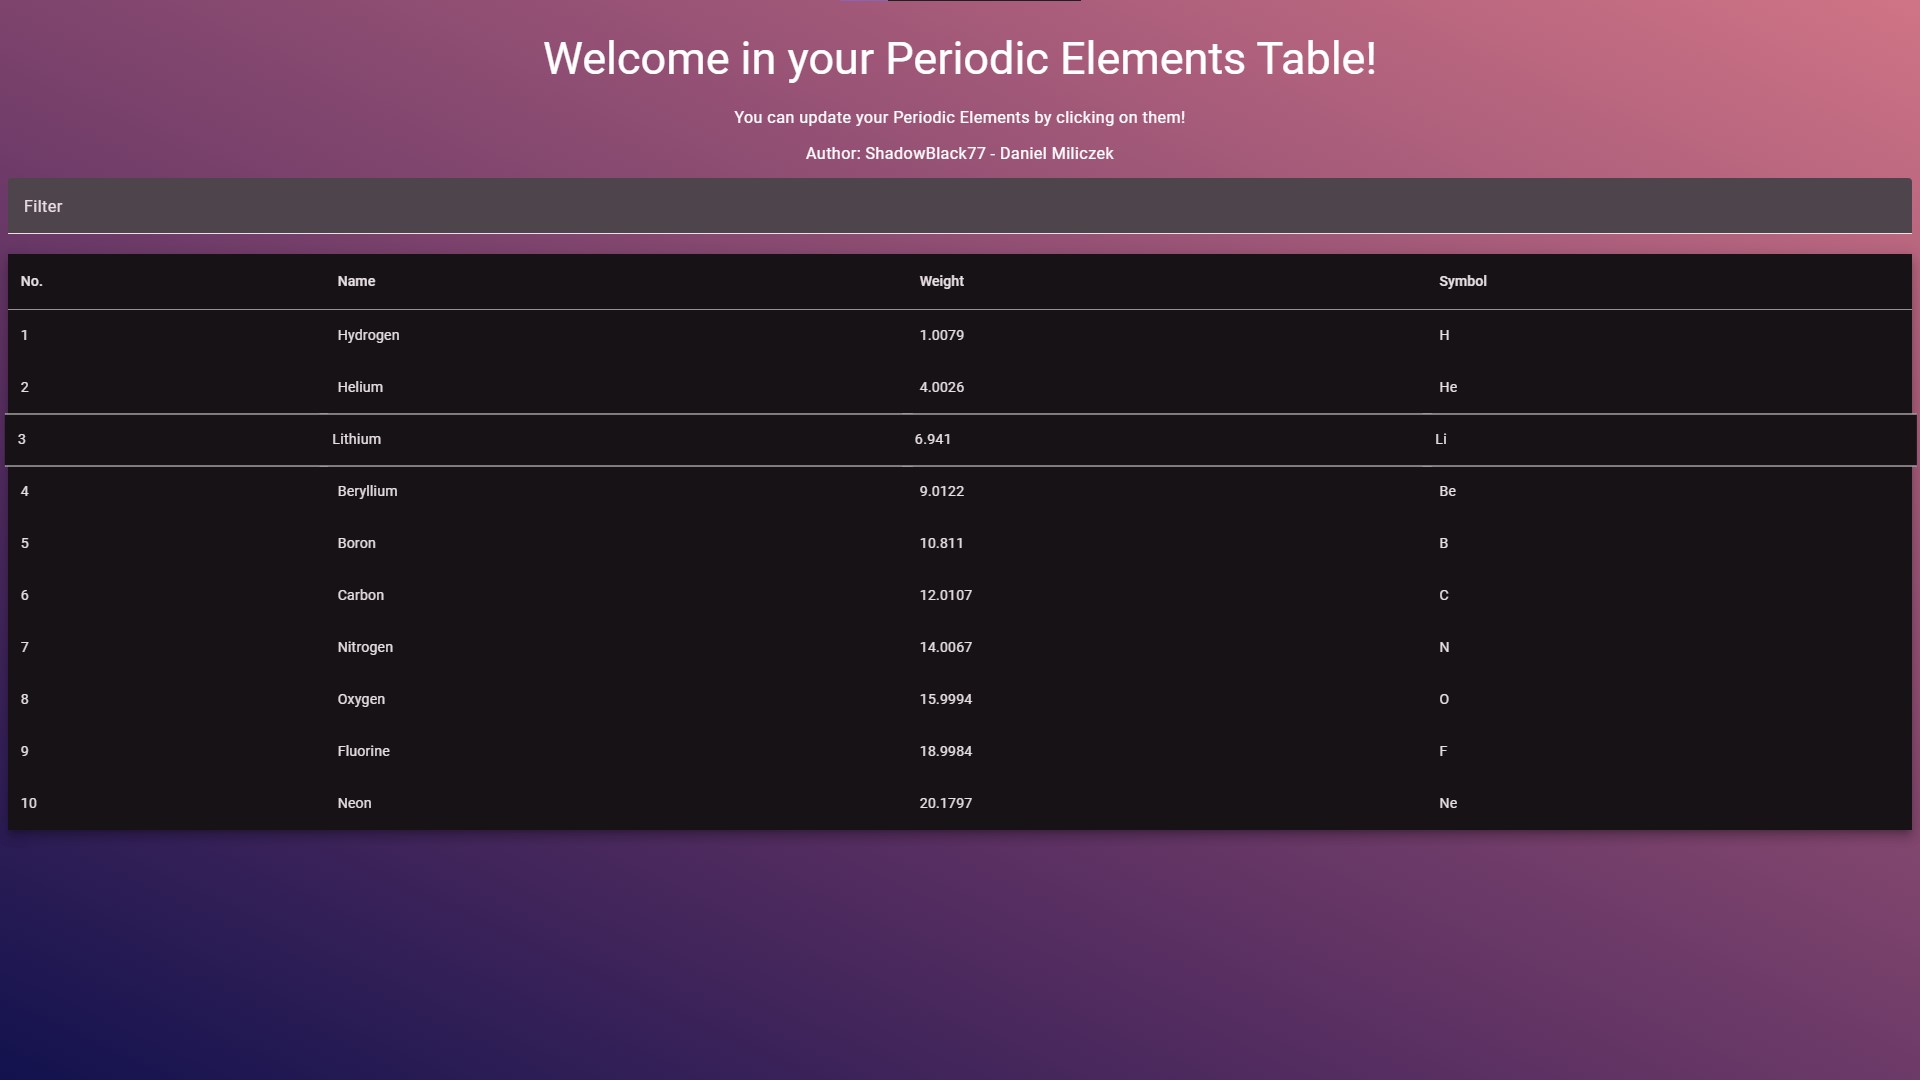 Welcome in your Periodic Elements Table!
You can update your Periodic Elements by clicking on them!
Author: ShadowBlack77 - Daniel Miliczek
Filter
No. Name Weight Symbol
1 Hydrogen 1.0079 H
2 Helium 4.0026 He
3 Lithium 6.941 Li
4 Beryllium 9.0122 Be
5 Boron 10.811 B
6 Carbon 12.0107 C
7 Nitrogen 14.0067 N
8 Oxygen 15.9994 O
9 Fluorine 18.9984 F
10 Neon 20.1797 Ne